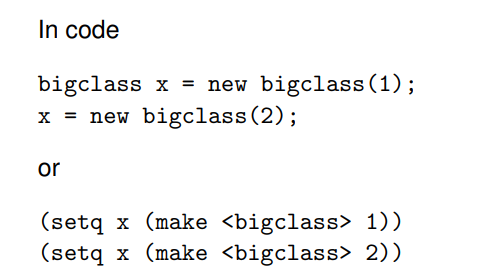 In code
bigclass x = new bigclass(1);
x = new bigclass(2);
or
(setq x (make <bigclass> 1))
(setq x (make <bigclass> 2))